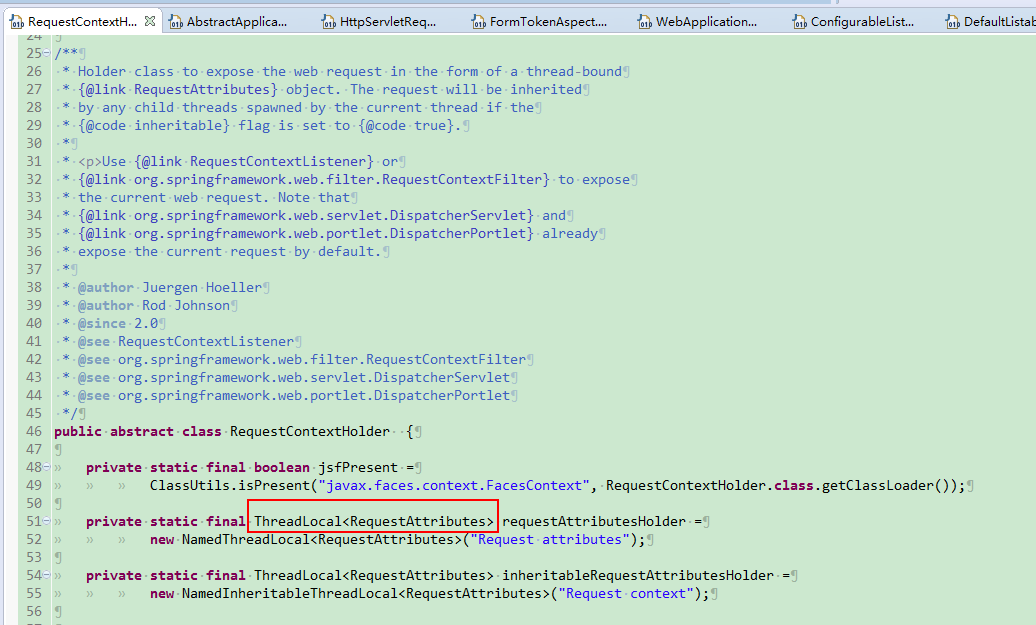 RequestContextH... AbstractApplica... HttpServletReq... FormTokenAspect.... WebApplication... ConfigurableList... DefaultListab
24
25 /**
26 * Holder class to expose the web request in the form of a thread-bound
27 * {@link RequestAttributes} object. The request will be inherited
28 * by any child threads spawned by the current thread if the
29 * {@code inheritable} flag is set to {@code true}.
30 *
31 * <p>Use {@link RequestContextListener} or
32 * {@link org.springframework.web.filter.RequestContextFilter} to expose
33 * the current web request. Note that
34 * {@link org.springframework.web.servlet.DispatcherServlet} and
35 * {@link org.springframework.web.portlet.DispatcherPortlet} already
36 * expose the current request by default.
37 *
38 * @author Juergen Hoeller
39 * @author Rod Johnson
40 * @since 2.0
41 * @see RequestContextListener
42 * @see org.springframework.web.filter.RequestContextFilter
43 * @see org.springframework.web.servlet.DispatcherServlet
44 * @see org.springframework.web.portlet.DispatcherPortlet
45 */
46 public abstract class RequestContextHolder  {
47
48 private static final boolean jsfPresent =
49 ClassUtils.isPresent("javax.faces.context.FacesContext", RequestContextHolder.class.getClassLoader());
50
51 private static final ThreadLocal<RequestAttributes> requestAttributesHolder =
52 new NamedThreadLocal<RequestAttributes>("Request attributes");
53
54 private static final ThreadLocal<RequestAttributes> inheritableRequestAttributesHolder =
55 new NamedInheritableThreadLocal<RequestAttributes>("Request context");
56